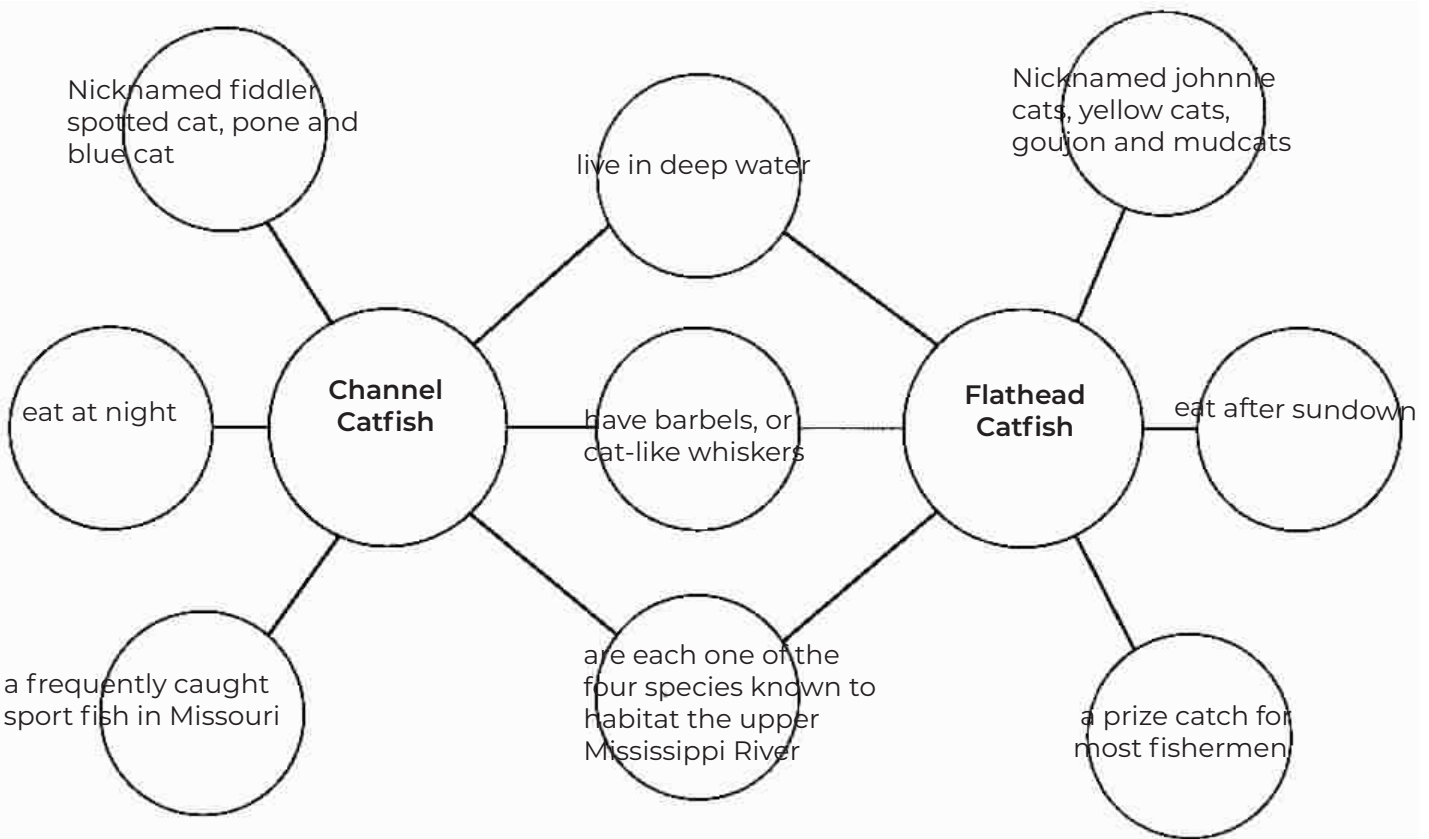 Nicknamed fiddler,
spotted cat, pone and
blue cat
live in deep water
Nicknamed johnnie
cats, yellow cats,
goujon and mudcats
eat at night
Channel
Catfish
have barbels, or
cat-like whiskers
Flathead
Catfish
eat after sundown
a frequently caught
sport fish in Missouri
are each one of the
four species known to
habitat the upper
Mississippi River
a prize catch for
most fishermen